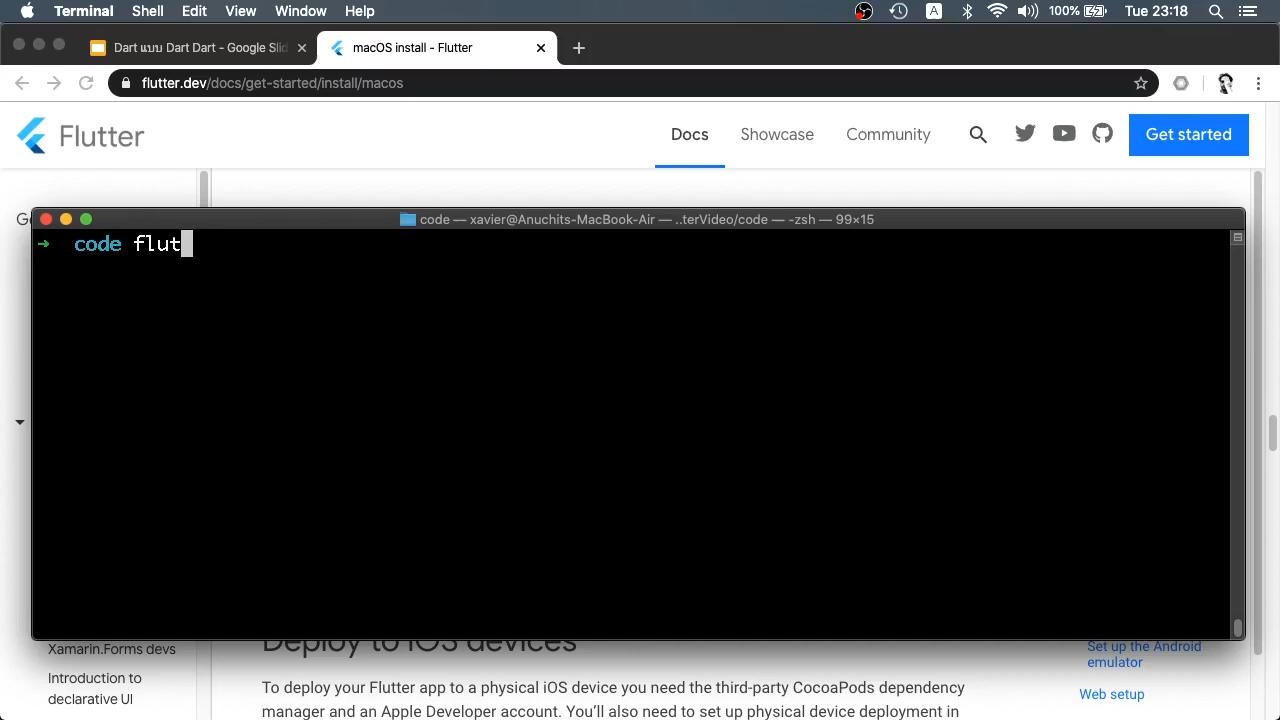 Terminal Shell Edit View Window Help 100% Tue 23:18
Dart แบบ Dart Dart - Google Slid macOS install - Flutter
flutter.dev/docs/get-started/install/macos
Flutter Docs Showcase Community Get started
code — xavier@Anuchits-MacBook-Air — ..terVideo/code — -zsh — 99×15
➜ code flut
Deploy to iOS devices
Xamarin.Forms devs
Introduction to
declarative UI
To deploy your Flutter app to a physical iOS device you need the third-party CocoaPods dependency
manager and an Apple Developer account. You’ll also need to set up physical device deployment in
Set up the Android
emulator
Web setup